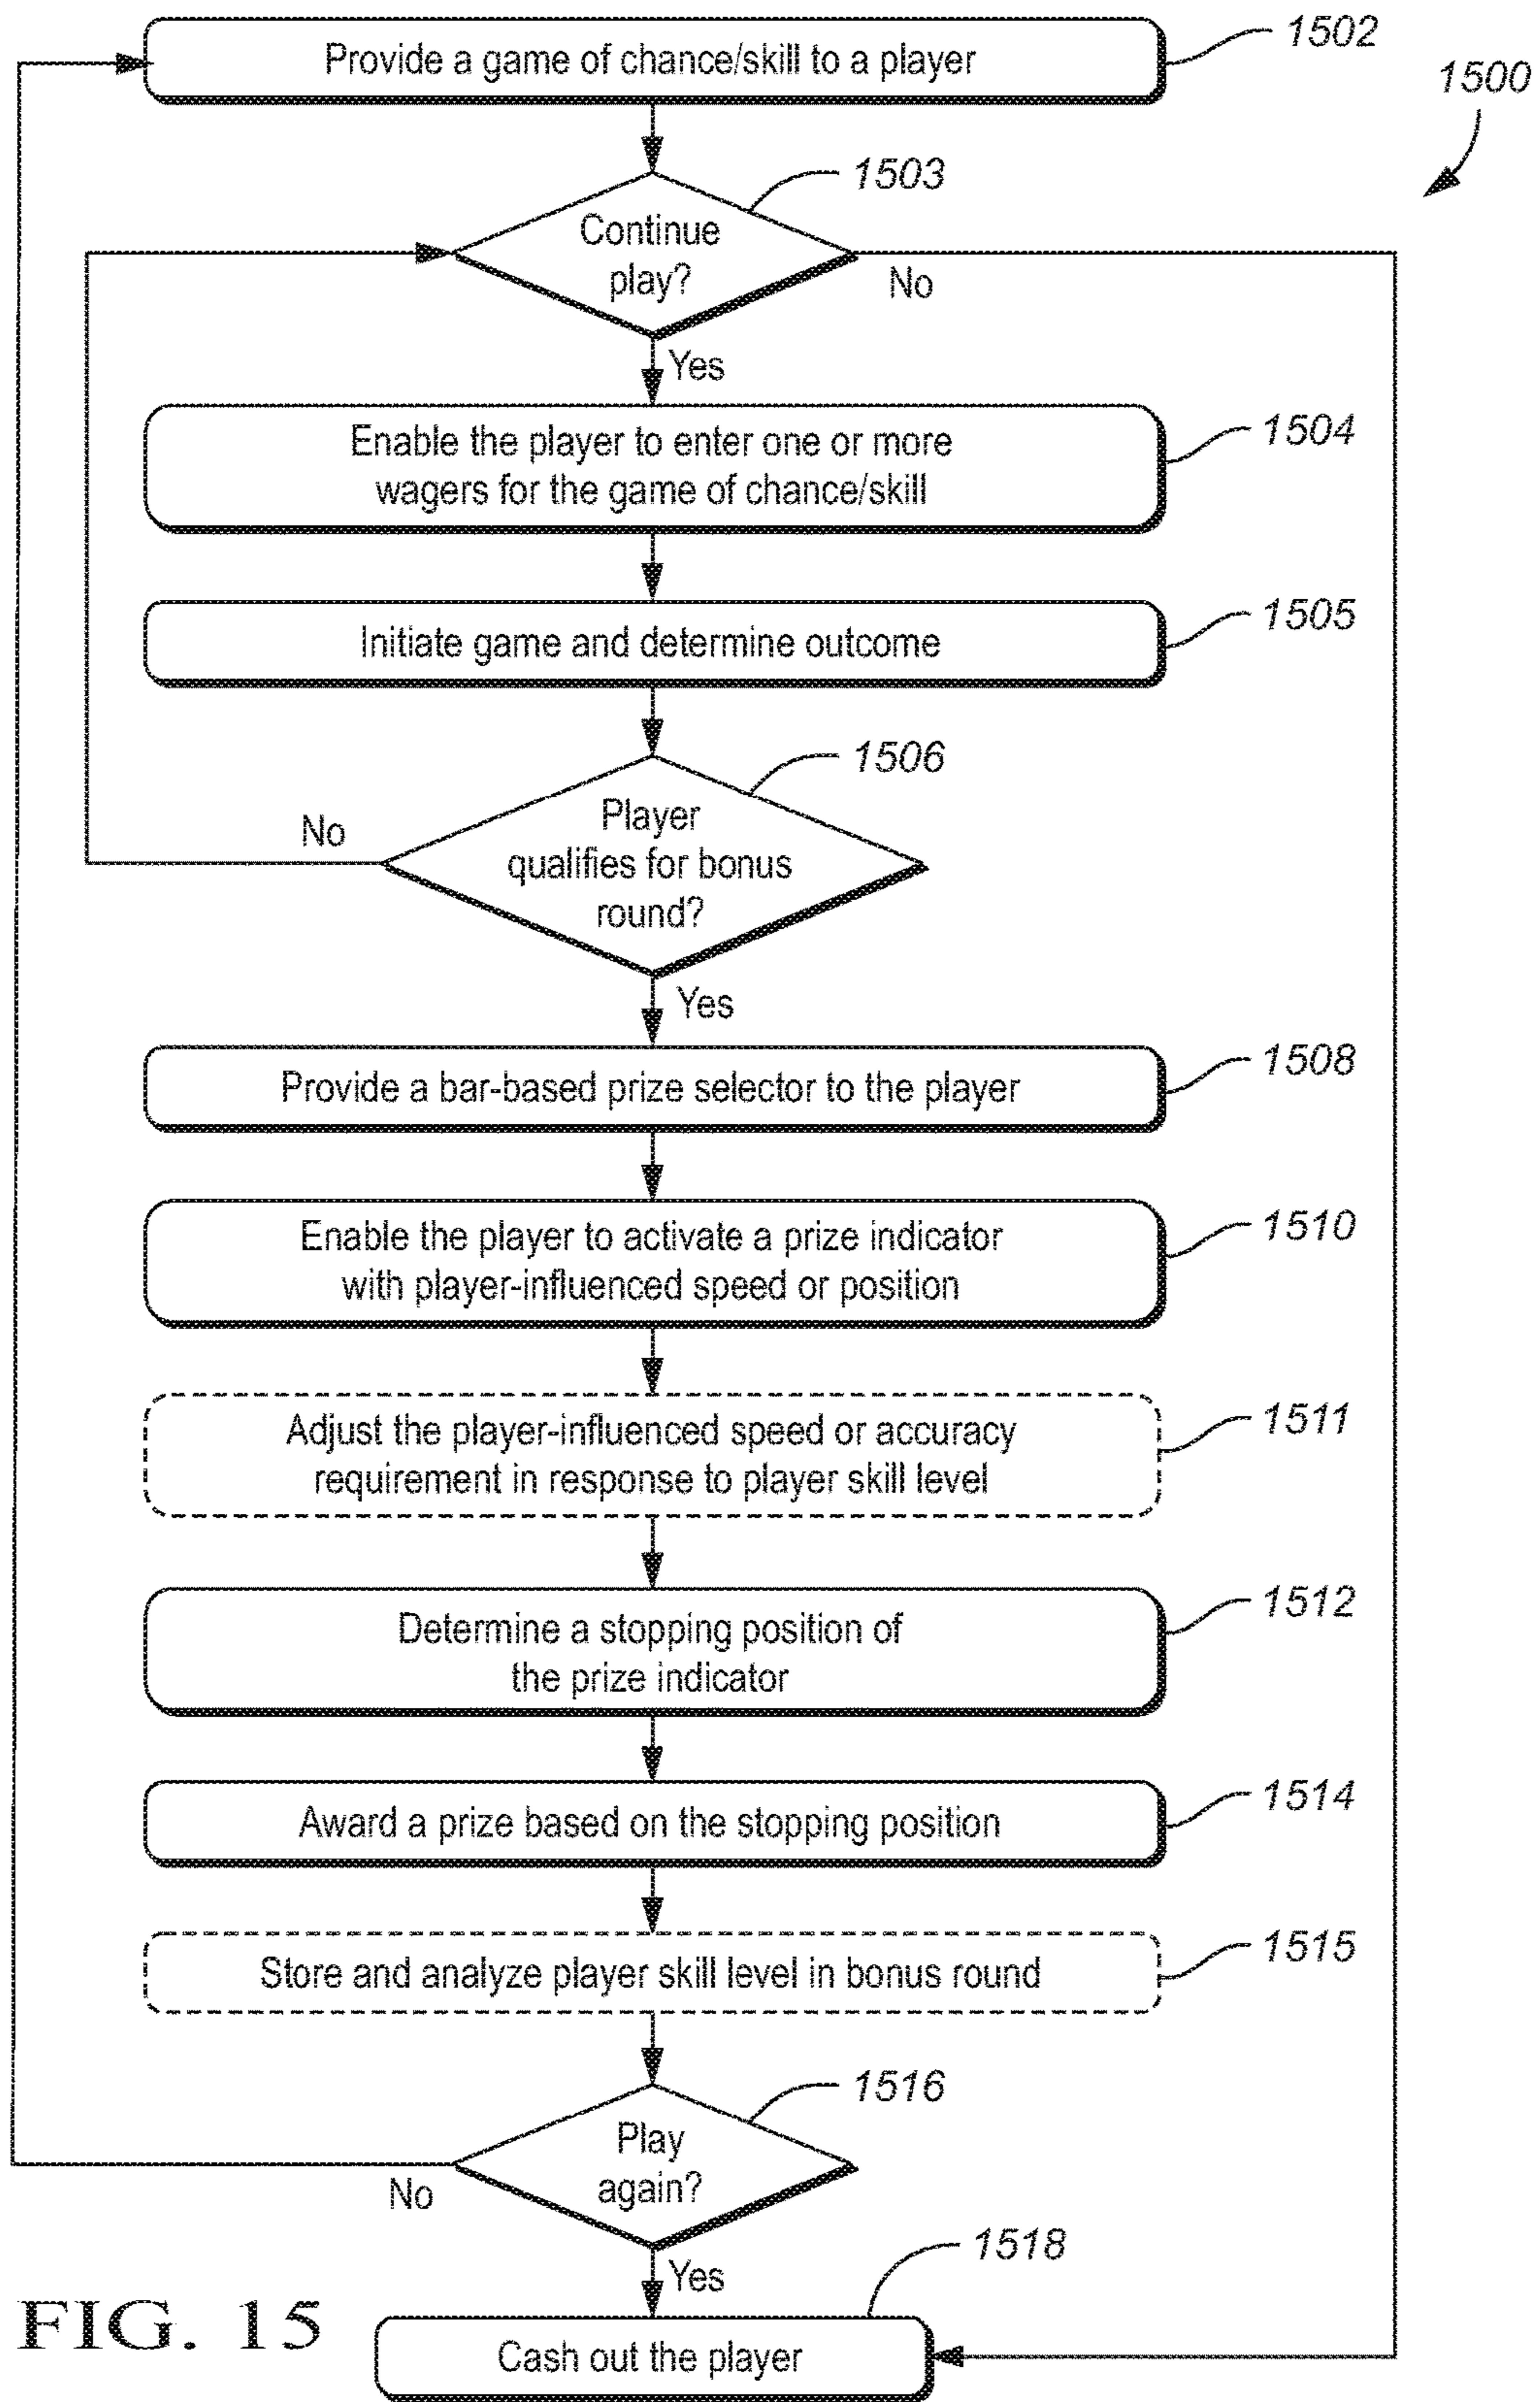 Provide a game of chance/skill to a player
1502
1500
1503
Continue
play?
No
Yes
Enable the player to enter one or more
wagers for the game of chance/skill
1504
Initiate game and determine outcome
1505
1506
Player
qualifies for bonus
round?
No
Yes
Provide a bar-based prize selector to the player
1508
Enable the player to activate a prize indicator
with player-influenced speed or position
1510
Adjust the player-influenced speed or accuracy
requirement in response to player skill level
1511
Determine a stopping position of
the prize indicator
1512
Award a prize based on the stopping position
1514
Store and analyze player skill level in bonus round
1515
1516
Play
again?
No
Yes
1518
Cash out the player
FIG. 15